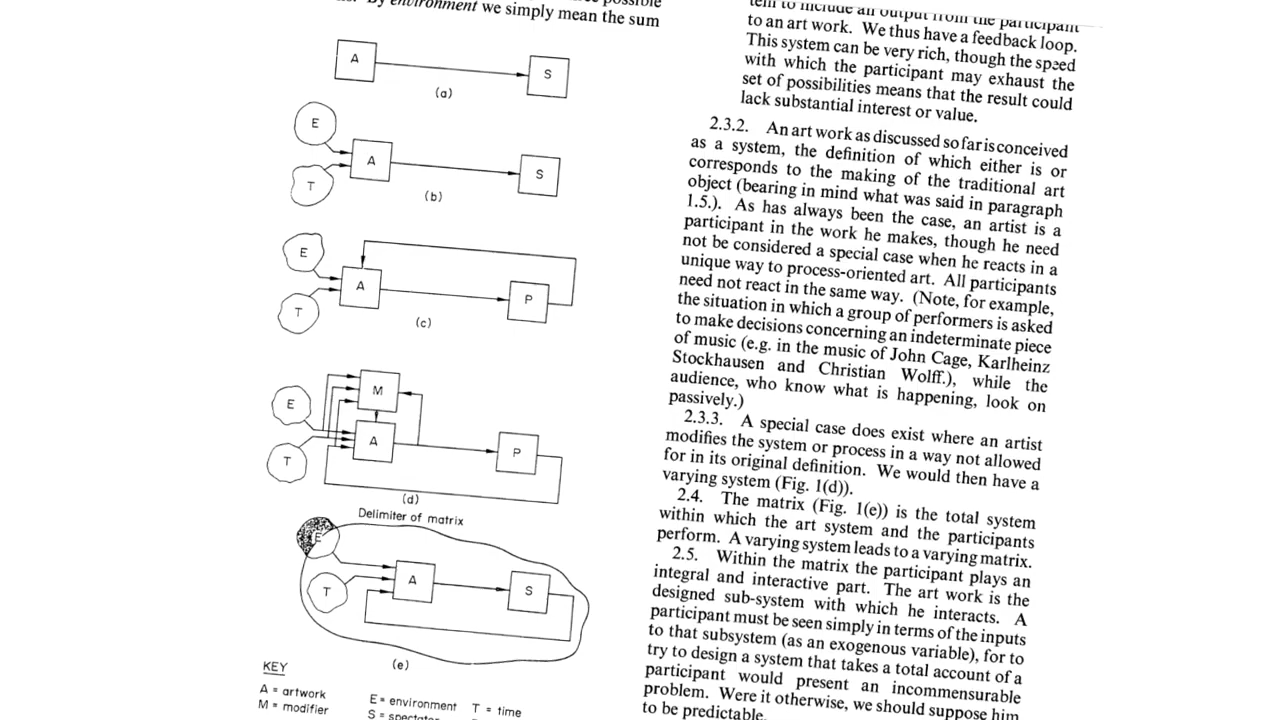 possible
By environment we simply mean the sum
A
S
(a)
E
T
A
S
(b)
E
T
A
P
(c)
E
T
M
A
P
(d)
Delimiter of matrix
E
T
A
S
(e)
KEY
A = artwork
M = modifier
E = environment T = time
S = spectator
tem to include an output from the participant
to an art work. We thus have a feedback loop.
This system can be very rich, though the speed
with which the participant may exhaust the
set of possibilities means that the result could
lack substantial interest or value.
2.3.2. An art work as discussed so far is conceived
as a system, the definition of which either is or
corresponds to the making of the traditional art
object (bearing in mind what was said in paragraph
1.5.). As has always been the case, an artist is a
participant in the work he makes, though he need
not be considered a special case when he reacts in a
unique way to process-oriented art. All participants
need not react in the same way. (Note, for example,
the situation in which a group of performers is asked
to make decisions concerning an indeterminate piece
of music (e.g. in the music of John Cage, Karlheinz
Stockhausen and Christian Wolff.), while the
audience, who know what is happening, look on
passively.)
2.3.3. A special case does exist where an artist
modifies the system or process in a way not allowed
for in its original definition. We would then have a
varying system (Fig. 1(d)).
2.4. The matrix (Fig. 1(e)) is the total system
within which the art system and the participants
perform. A varying system leads to a varying matrix.
2.5. Within the matrix the participant plays an
integral and interactive part. The art work is the
designed sub-system with which he interacts. A
participant must be seen simply in terms of the inputs
to that subsystem (as an exogenous variable), for to
try to design a system that takes a total account of a
participant would present an incommensurable
problem. Were it otherwise, we should suppose him
to be predictable.